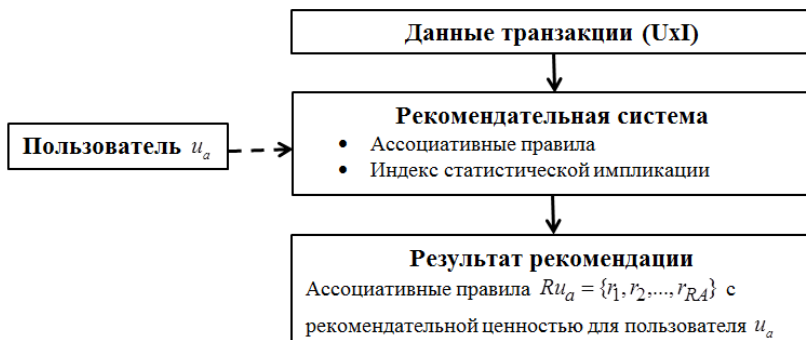 Данные транзакции (UxI)
Рекомендательная система
Пользователь u_a
• Ассоциативные правила
• Индекс статистической импликации
Результат рекомендации
Ассоциативные правила Ru_a = {r_1, r_2,..., r_RA} с
рекомендательной ценностью для пользователя u_a